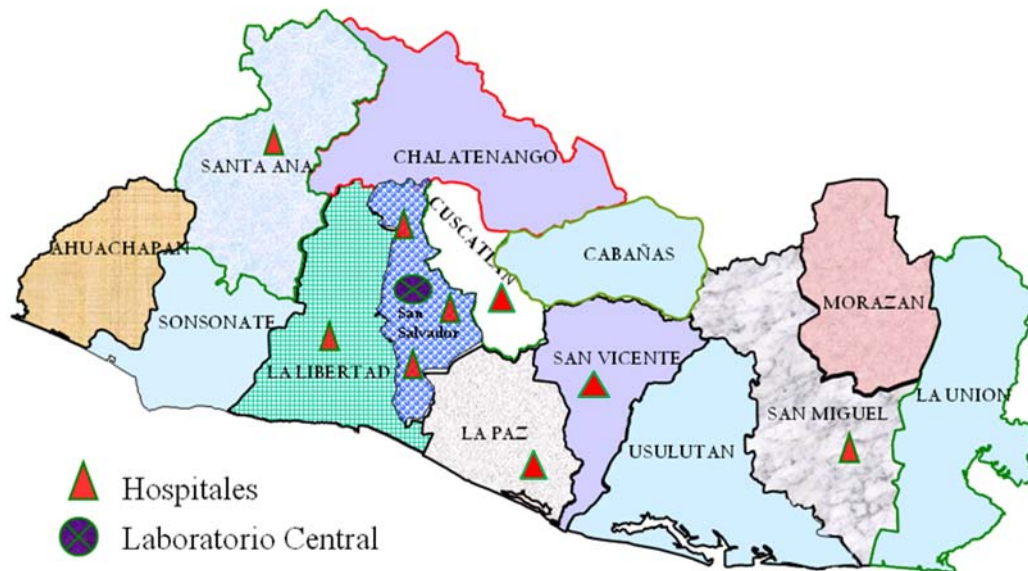 CHALATENANGO
SANTA ANA
CUSCATLAN
AHUACHAPAN
CABAÑAS
SONSONATE
San
Salvador
MORAZAN
LA LIBERTAD
SAN VICENTE
LA UNION
SAN MIGUEL
LA PAZ
USULUTAN
Hospitales
Laboratorio Central